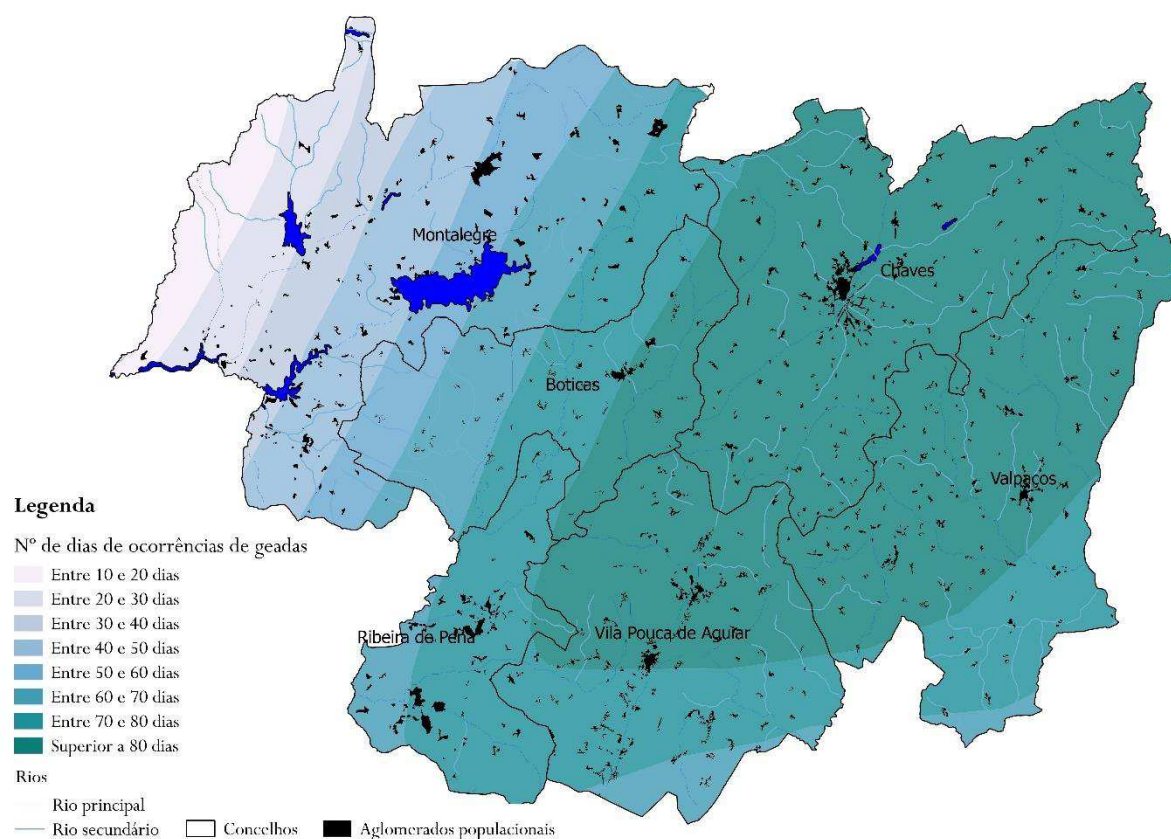 Montalegre
Chaves
Boticas
Valpaços
Ribeira de Pena
Vila Pouca de Aguiar
Legenda
Nº de dias de ocorrências de geadas
Entre 10 e 20 dias
Entre 20 e 30 dias
Entre 30 e 40 dias
Entre 40 e 50 dias
Entre 50 e 60 dias
Entre 60 e 70 dias
Entre 70 e 80 dias
Superior a 80 dias
Rios
Rio principal
Rio secundário
Concelhos
Aglomerados populacionais